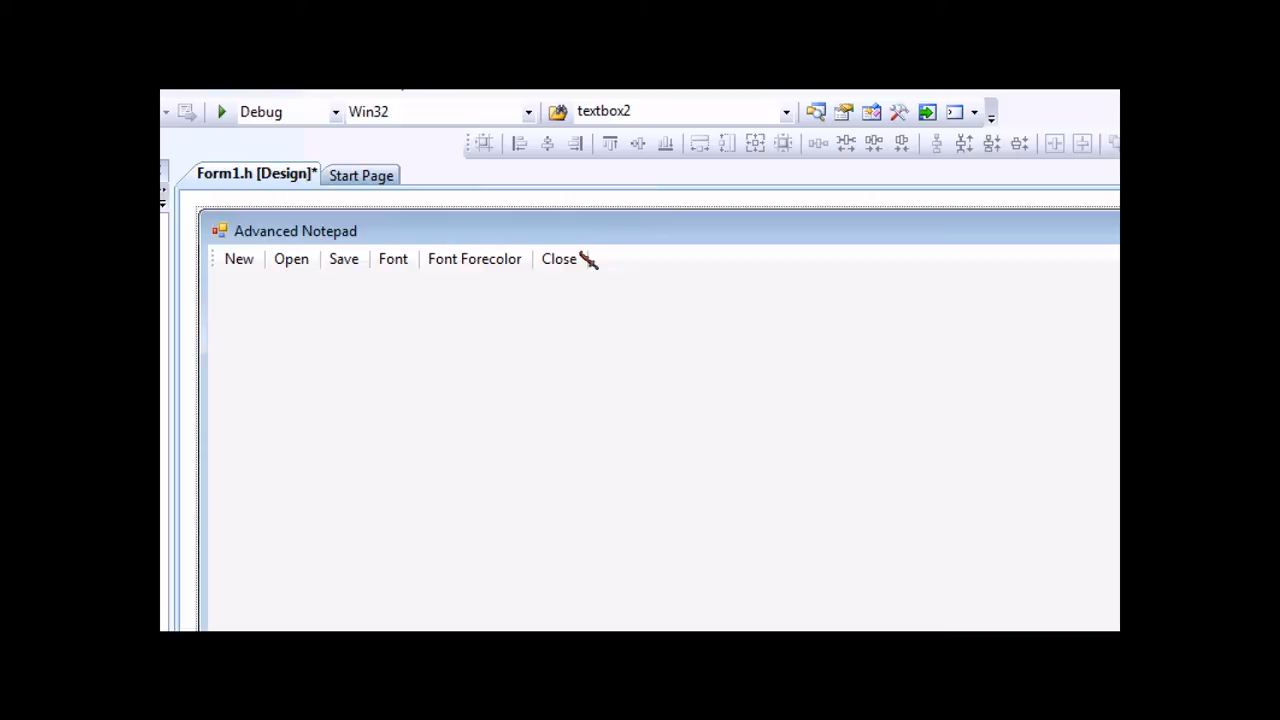 Debug Win32 textbox2
Form1.h [Design]* Start Page
Advanced Notepad
New Open Save Font Font Forecolor Close